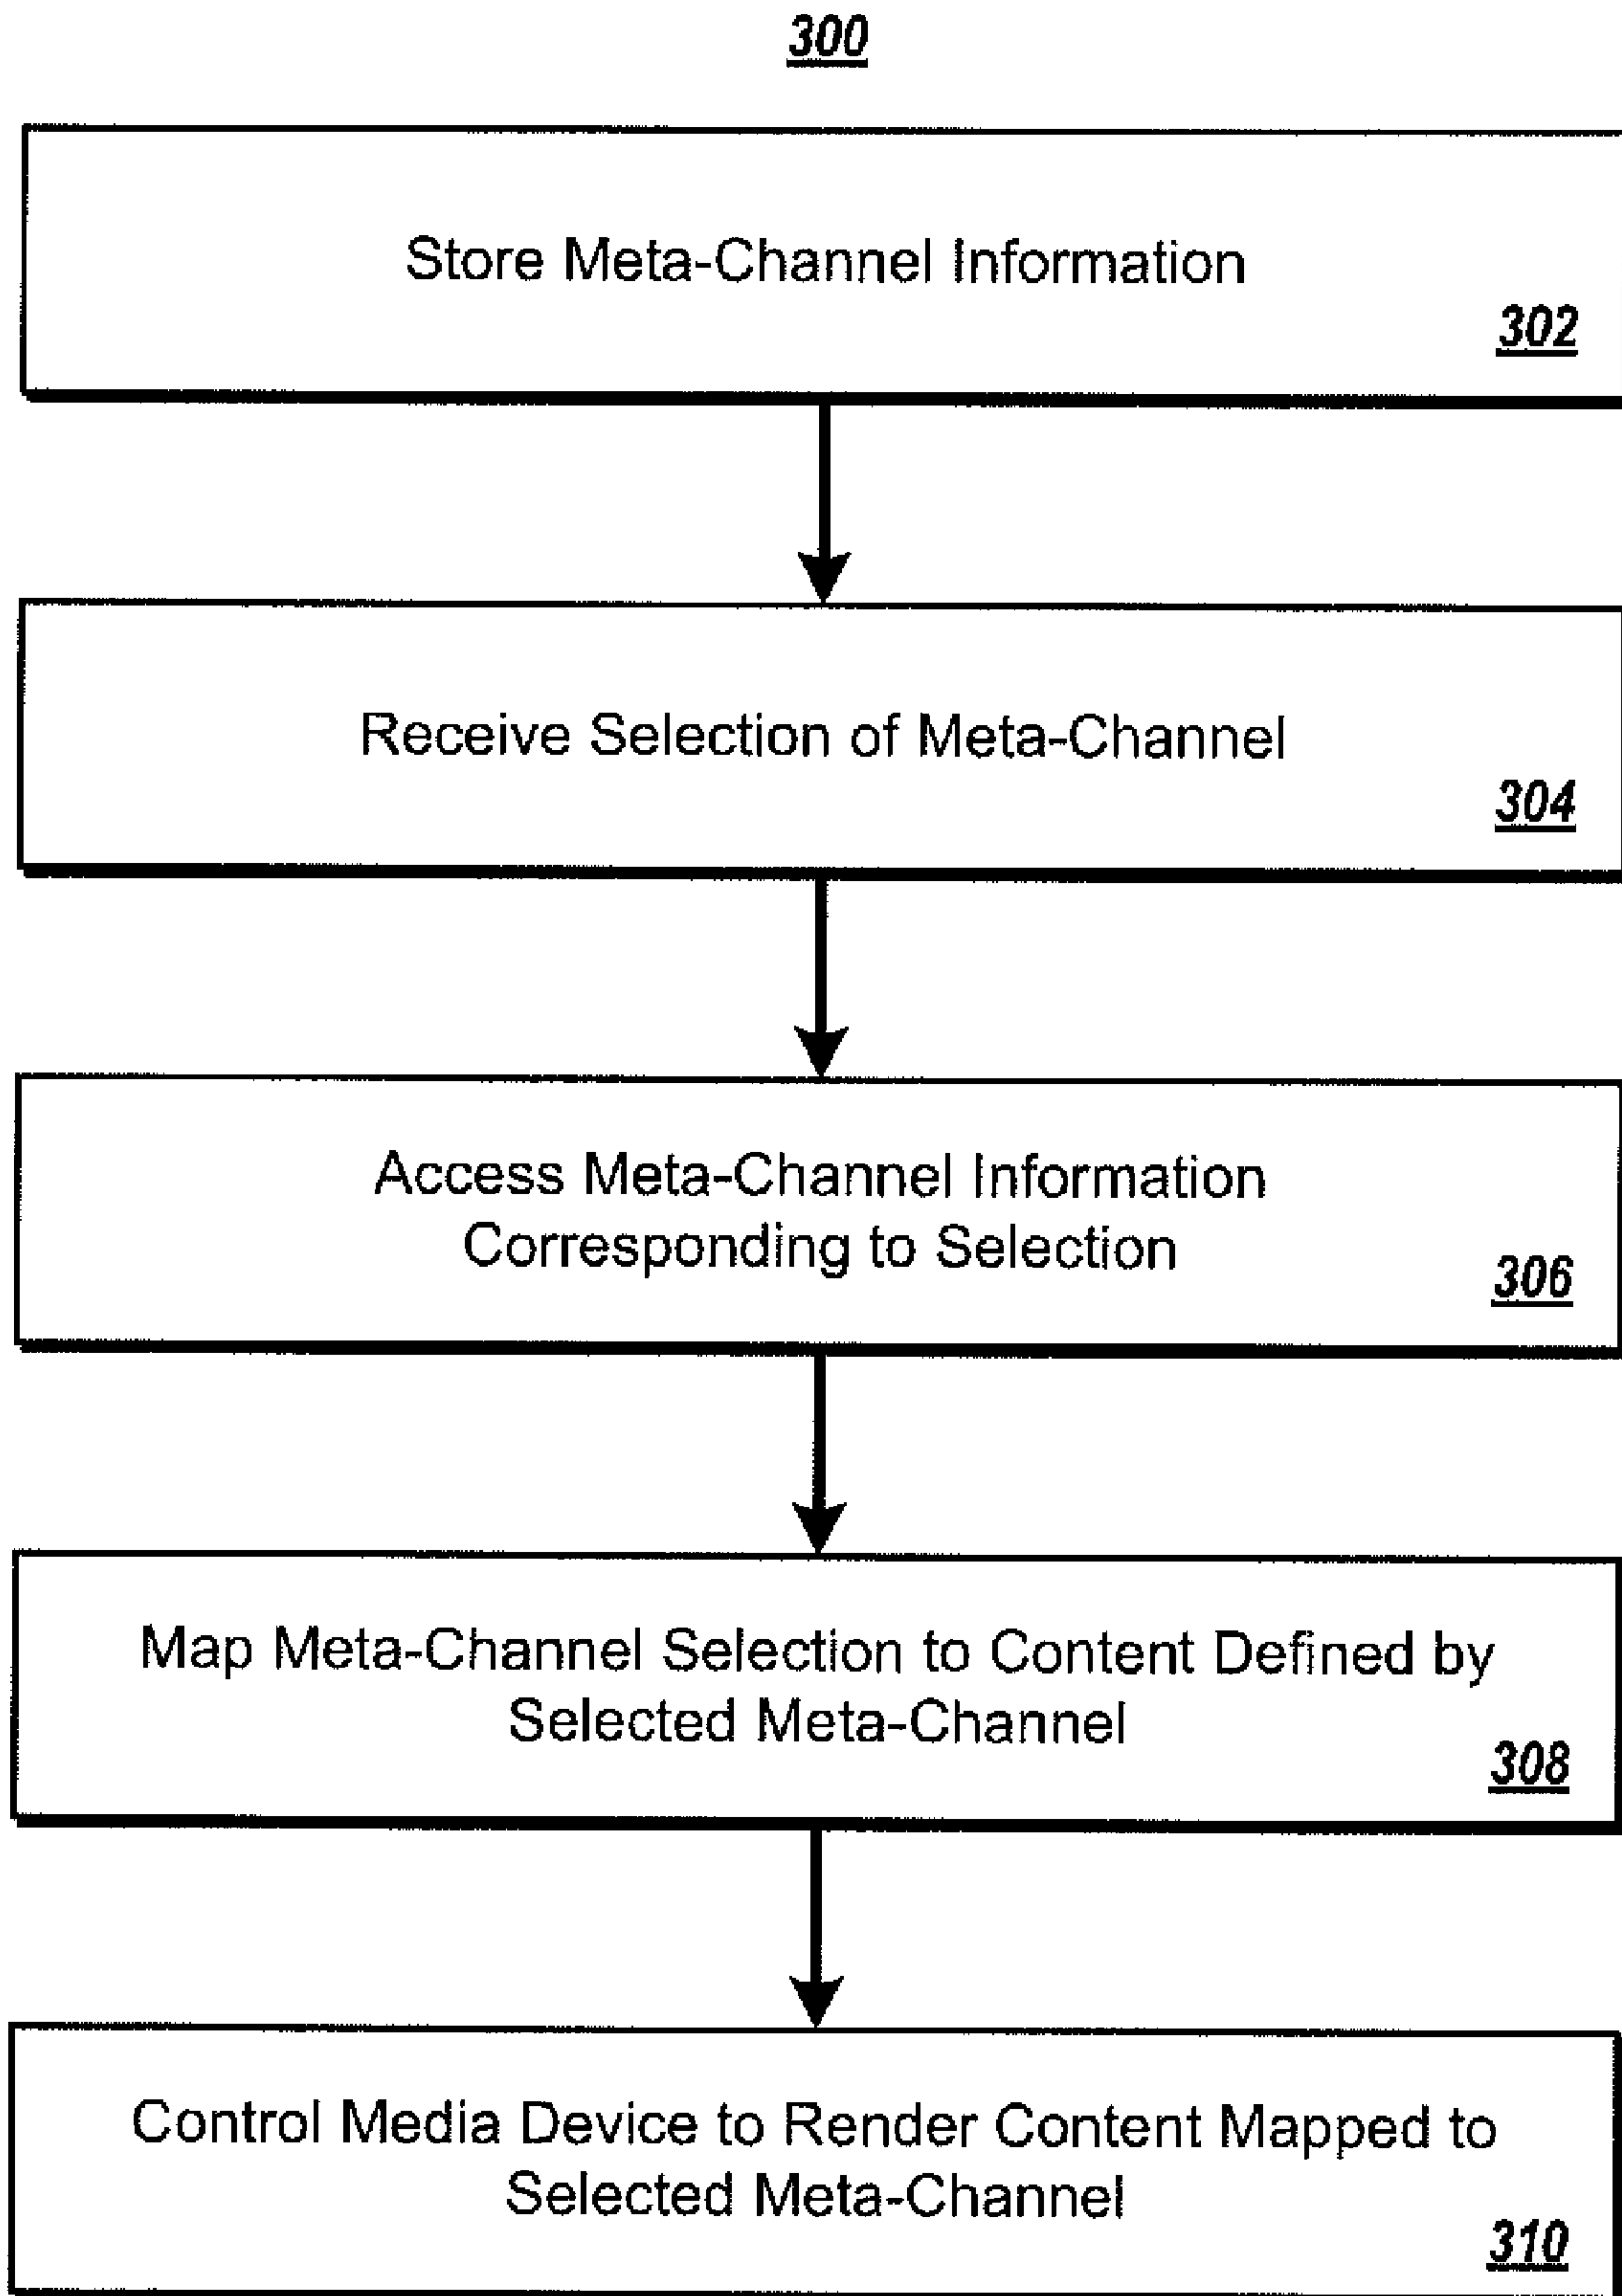 300
Store Meta-Channel Information
302
Receive Selection of Meta-Channel
304
Access Meta-Channel Information
Corresponding to Selection
306
Map Meta-Channel Selection to Content Defined by
Selected Meta-Channel
308
Control Media Device to Render Content Mapped to
Selected Meta-Channel
310